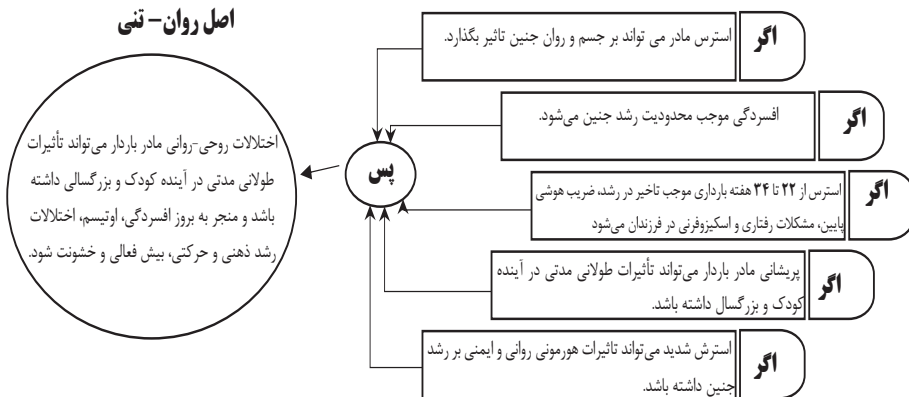 اصل روان- تنی
اگر
استرس مادر می تواند بر جسم و روان جنین تاثیر بگذارد.
اگر
افسردگی موجب محدودیت رشد جنین می‌شود.
اگر
استرس از ۲۲ تا ۳۴ هفته بارداری موجب تاخیر در رشد، ضریب هوشی
پایین، مشکلات رفتاری و اسکیزوفرنی در فرزندان می‌شود
اگر
پریشانی مادر باردار می‌تواند تأثیرات طولانی مدتی در آینده
کودک و بزرگسال داشته باشد.
اگر
استرش شدید می‌تواند تاثیرات هورمونی روانی و ایمنی بر رشد
جنین داشته باشد.
پس
اختلالات روحی-روانی مادر باردار می‌تواند تأثیرات
طولانی مدتی در آینده کودک و بزرگسالی داشته
باشد و منجر به بروز افسردگی، اوتیسم، اختلالات
رشد ذهنی و حرکتی، بیش فعالی و خشونت شود.